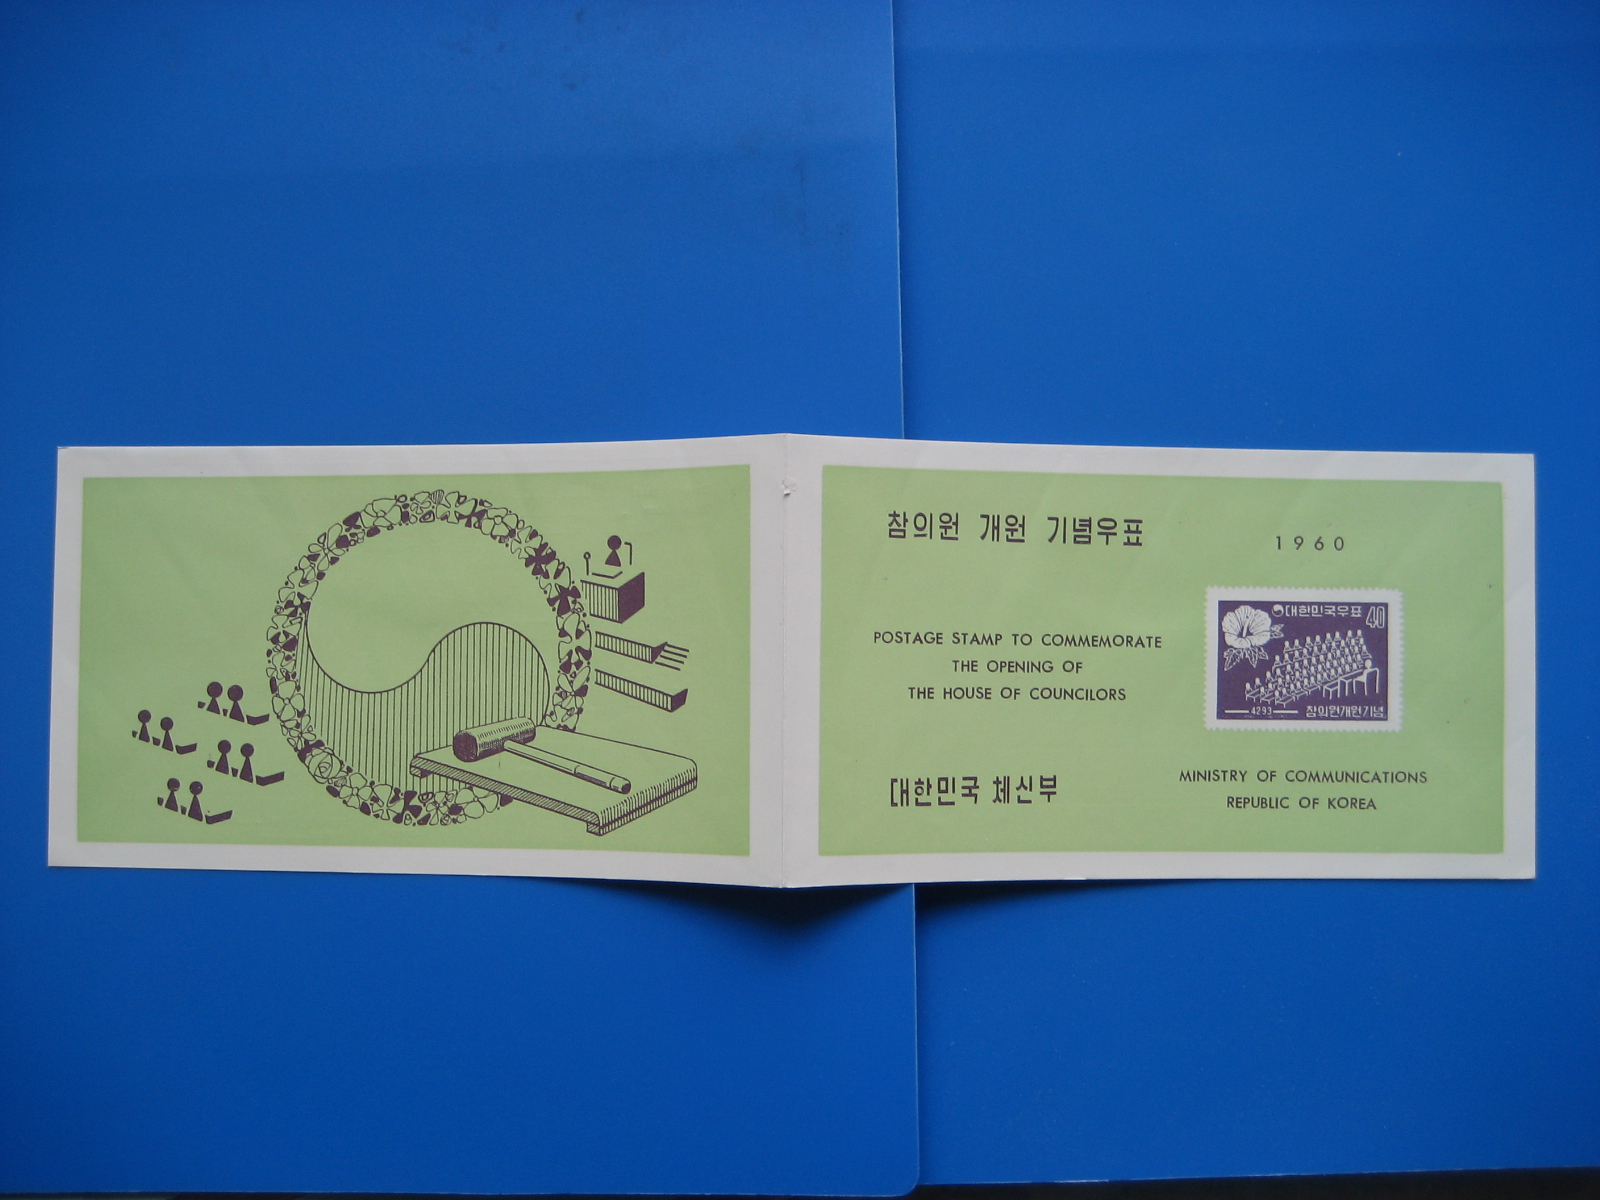 참의원 개원 기념우표
1960
POSTAGE STAMP TO COMMEMORATE
THE OPENING OF
THE HOUSE OF COUNCILORS
대한민국우표 40
4293 참의원개원기념
대한민국 체신부
MINISTRY OF COMMUNICATIONS
REPUBLIC OF KOREA